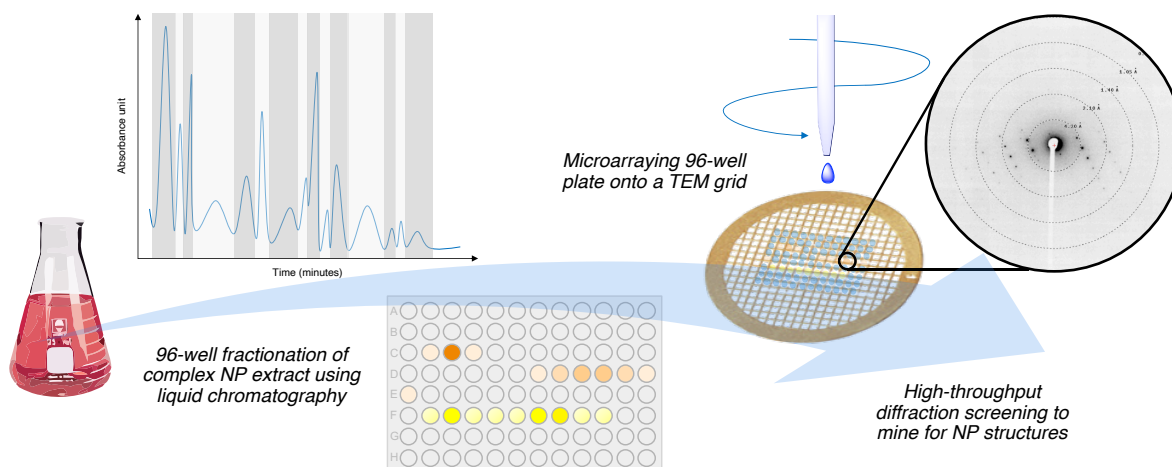 Absorbance unit
Time (minutes)
Microarraying 96-well
plate onto a TEM grid
1.05 Å
1.40 Å
2.10 Å
4.20 Å
96-well fractionation of
complex NP extract using
liquid chromatography
A
B
C
D
E
F
G
H
High-throughput
diffraction screening to
mine for NP structures